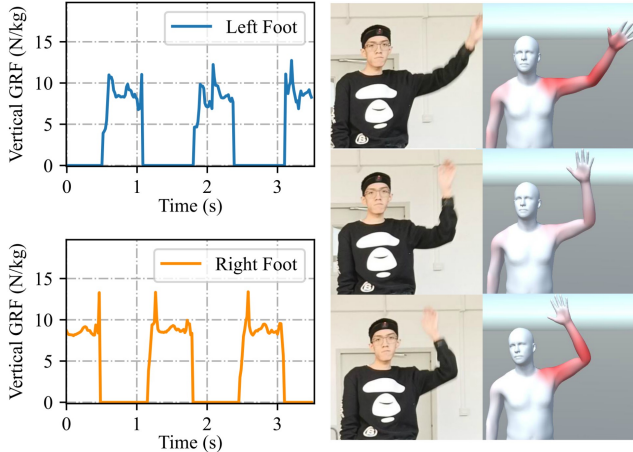 Vertical GRF (N/kg)
15
10
5
0
Left Foot
0 1 2 3
Time (s)
Vertical GRF (N/kg)
15
10
5
0
Right Foot
0 1 2 3
Time (s)